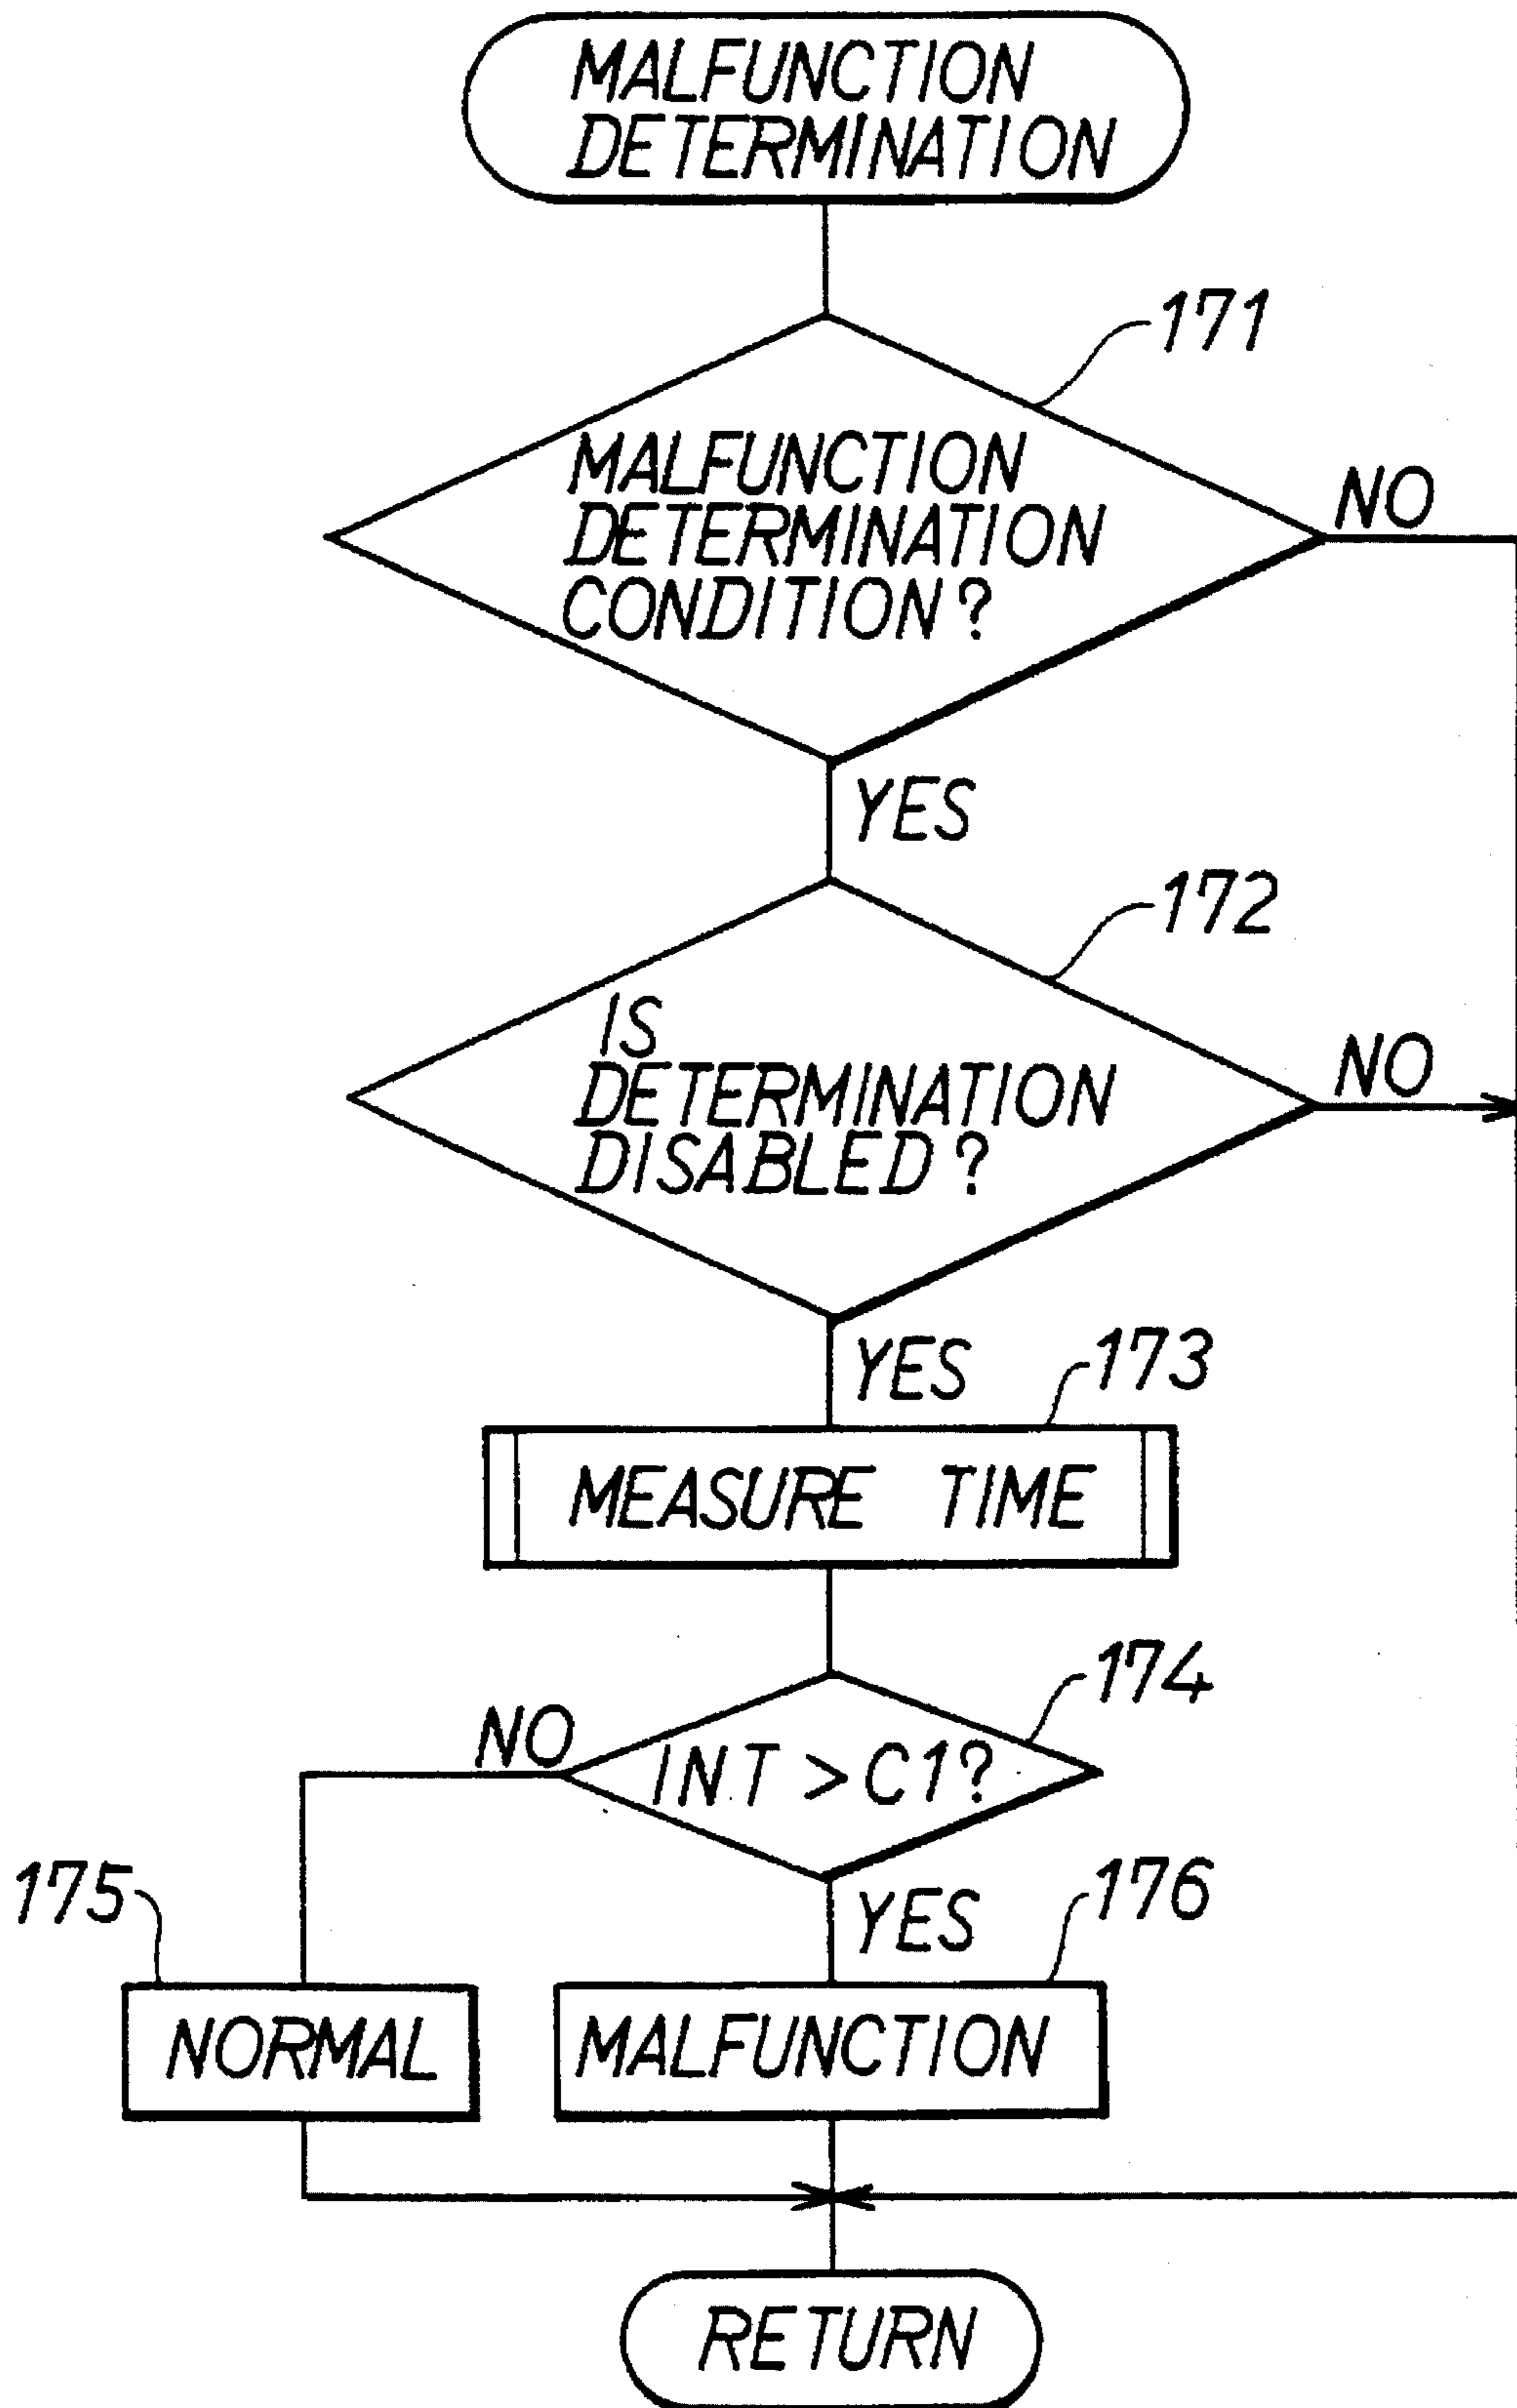 MALFUNCTION
DETERMINATION
171
MALFUNCTION
DETERMINATION
CONDITION?
NO
YES
172
IS
DETERMINATION
DISABLED?
NO
YES
173
MEASURE TIME
174
NO
INT > C1?
YES
175
176
NORMAL
MALFUNCTION
RETURN